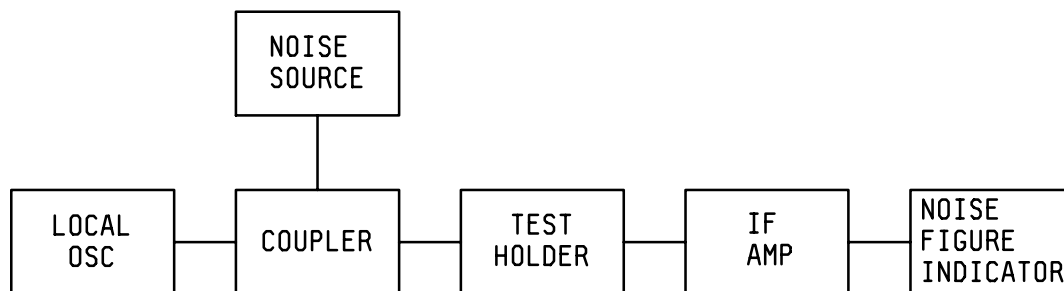 NOISE
SOURCE
LOCAL
OSC
COUPLER
TEST
HOLDER
IF
AMP
NOISE
FIGURE
INDICATOR